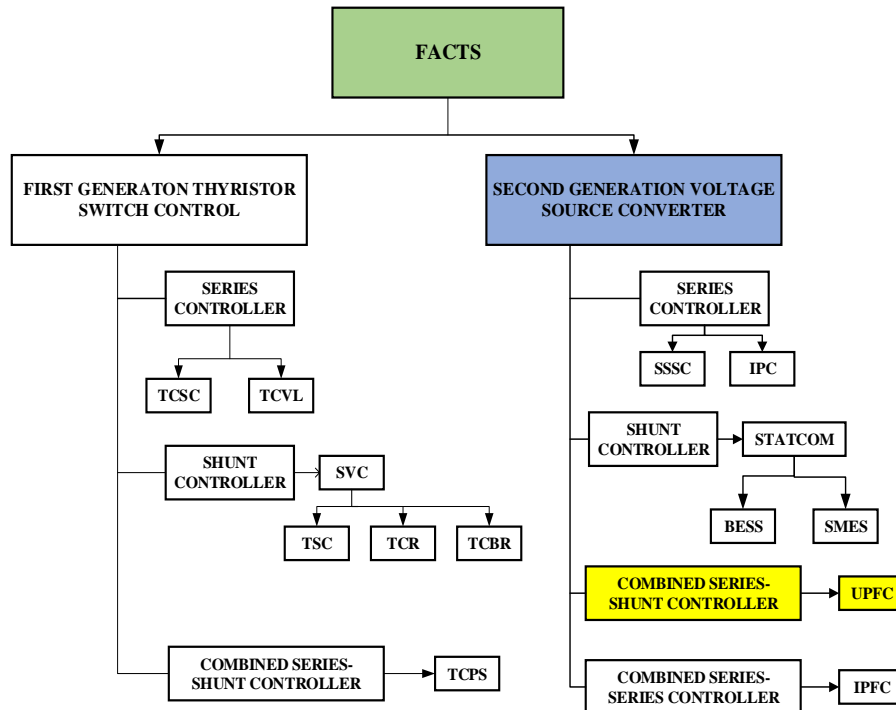 FACTS
FIRST GENERATON THYRISTOR
SWITCH CONTROL
SERIES
CONTROLLER
TCSC
TCVL
SHUNT
CONTROLLER
SVC
TSC
TCR
TCBR
COMBINED SERIES-
SHUNT CONTROLLER
TCPS
SECOND GENERATION VOLTAGE
SOURCE CONVERTER
SERIES
CONTROLLER
SSSC
IPC
SHUNT
CONTROLLER
STATCOM
BESS
SMES
COMBINED SERIES-
SHUNT CONTROLLER
UPFC
COMBINED SERIES-
SERIES CONTROLLER
IPFC